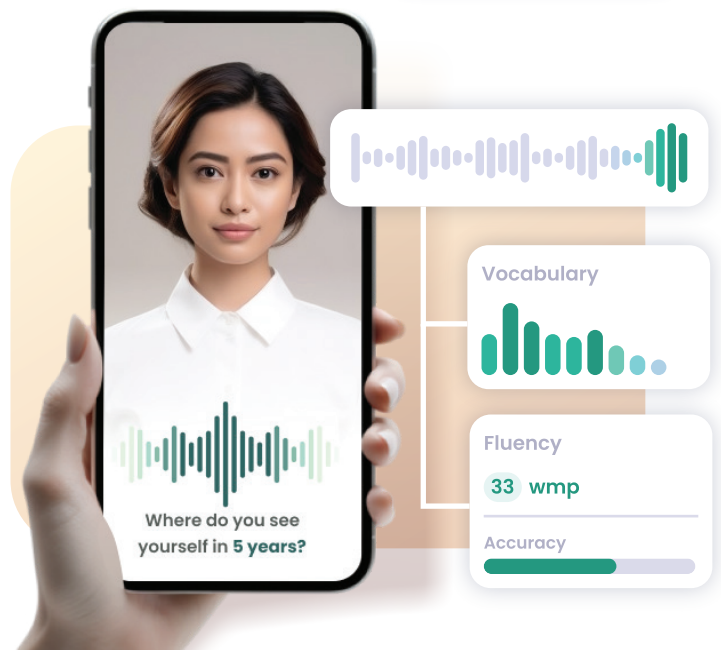 Where do you see
yourself in 5 years?
Vocabulary
Fluency
33 wmp
Accuracy